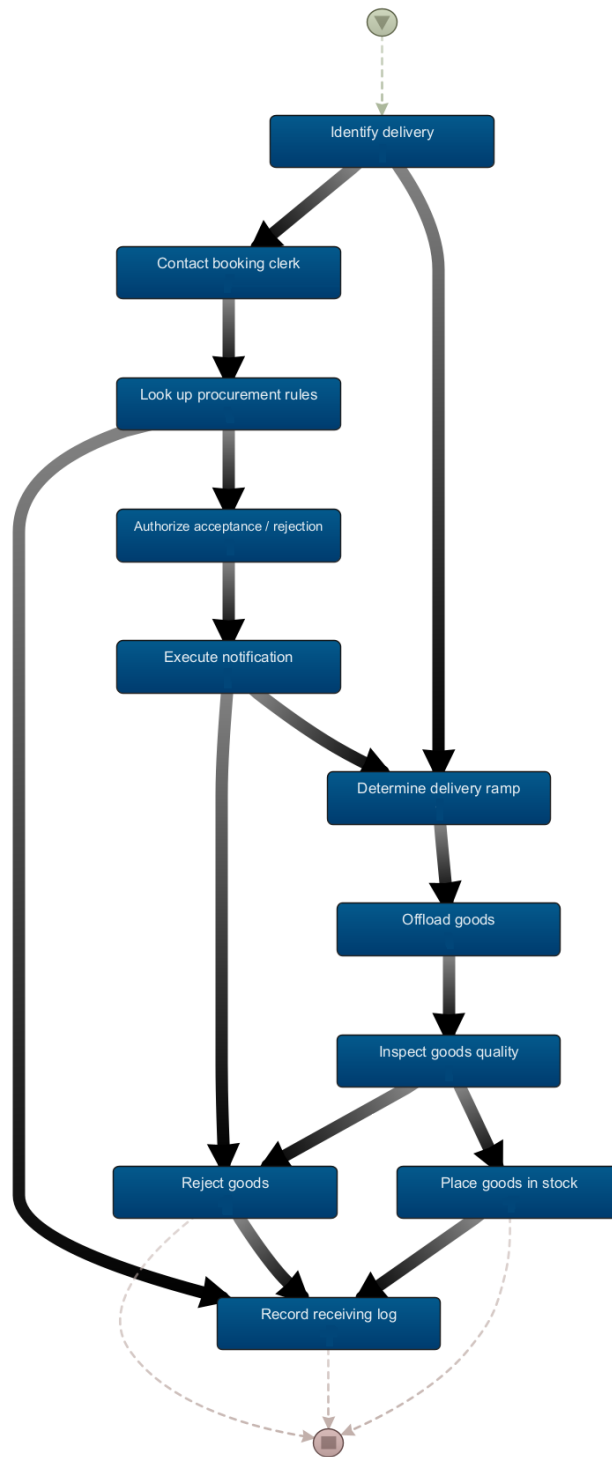 Identify delivery
Contact booking clerk
Look up procurement rules
Authorize acceptance / rejection
Execute notification
Determine delivery ramp
Offload goods
Inspect goods quality
Reject goods
Place goods in stock
Record receiving log